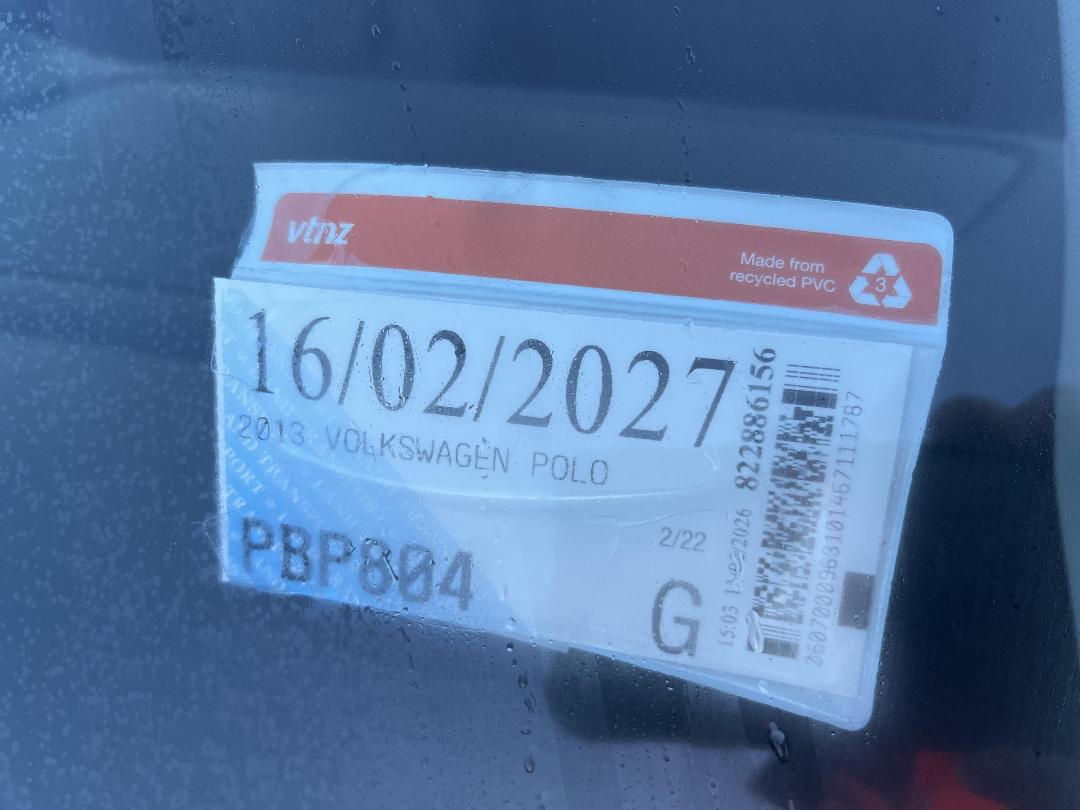 vtnz
Made from
recycled PVC
3
16/02/2027
2013 VOLKSWAGEN POLO
PBP804
2/22
G
822886156
15:03